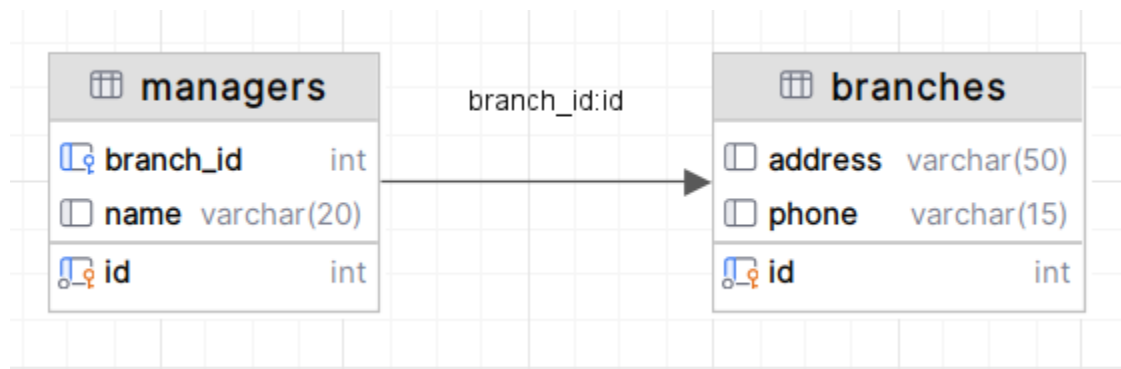 managers
branch_id int
name varchar(20)
id int
branch_id:id
branches
address varchar(50)
phone varchar(15)
id int